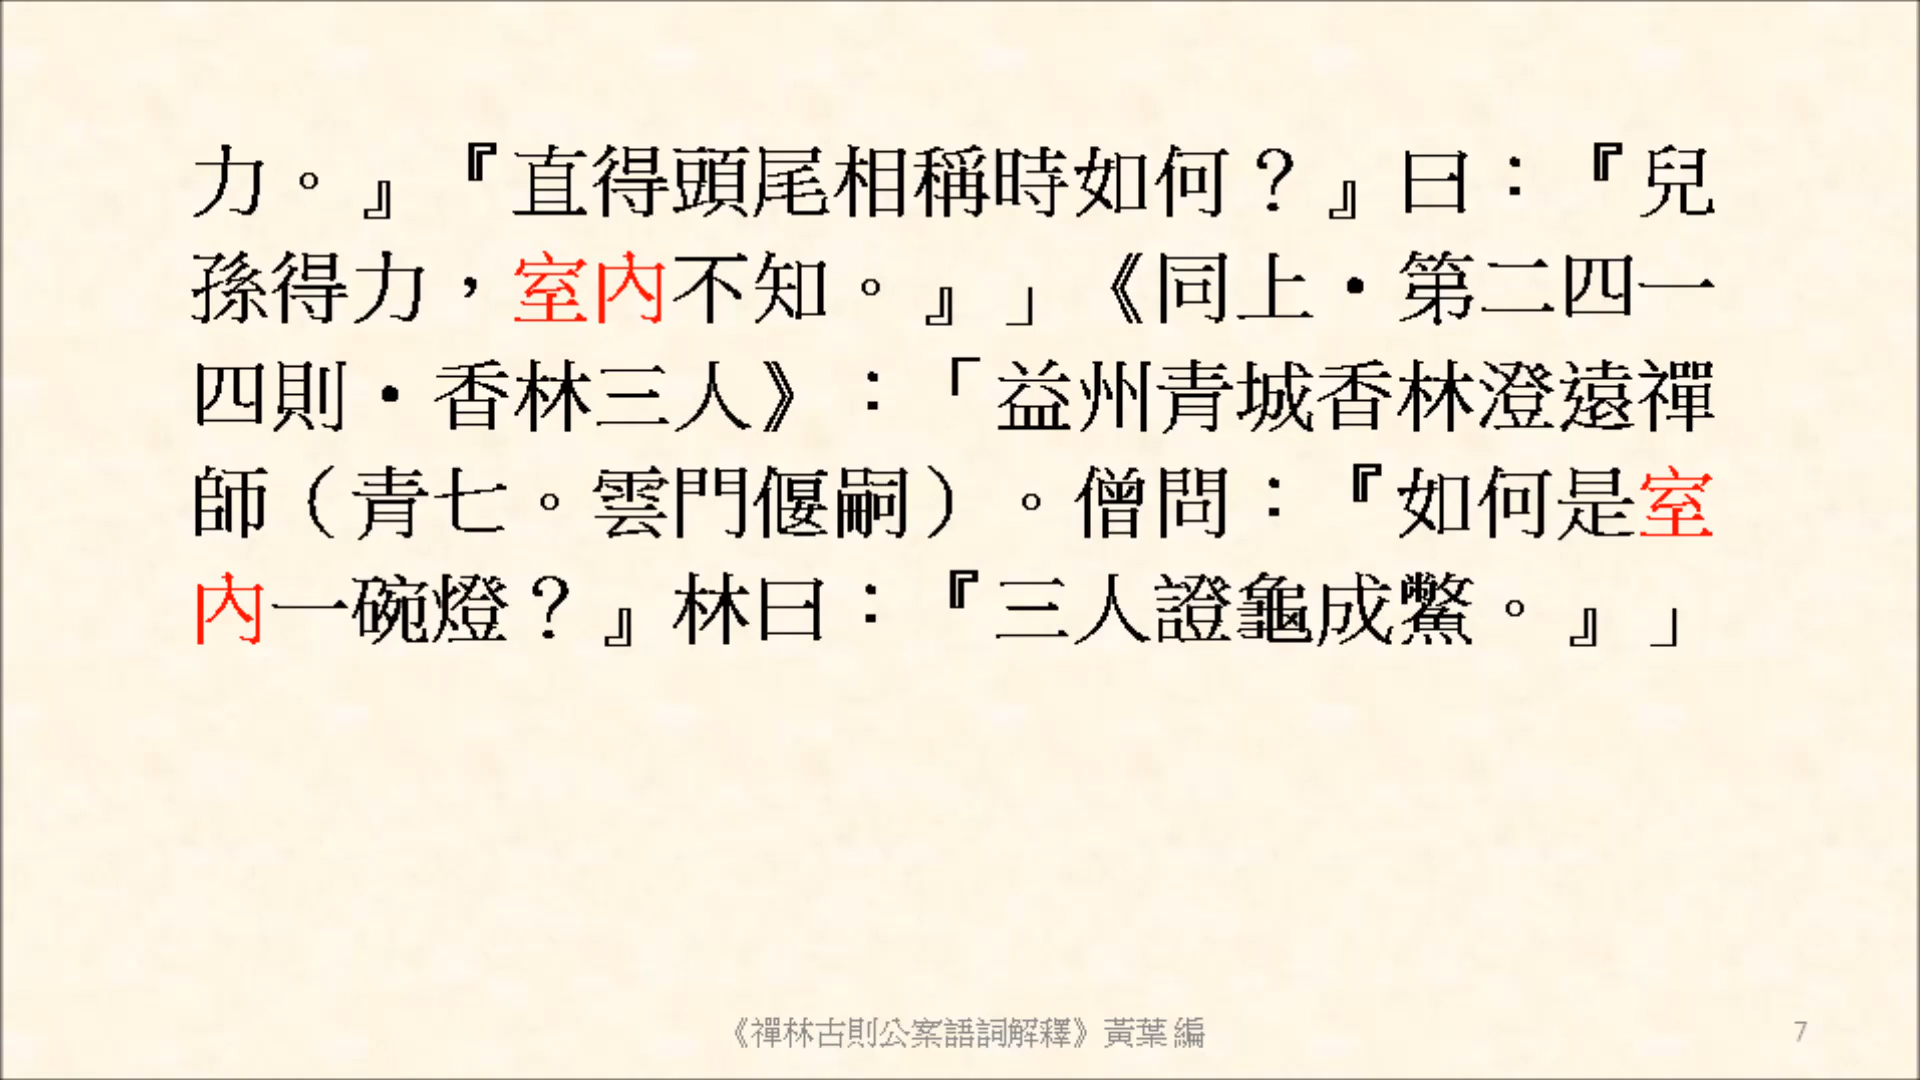 力。』『直得頭尾相稱時如何？』曰：『兒
孫得力，室內不知。』」《同上·第二四一
四則·香林三人》：「益州青城香林澄遠禪
師（青七。雲門偃嗣）。僧問：『如何是室
內一碗燈？』林曰：『三人證龜成鱉。』」
《禪林古則公案語詞解釋》黃葉 編
7